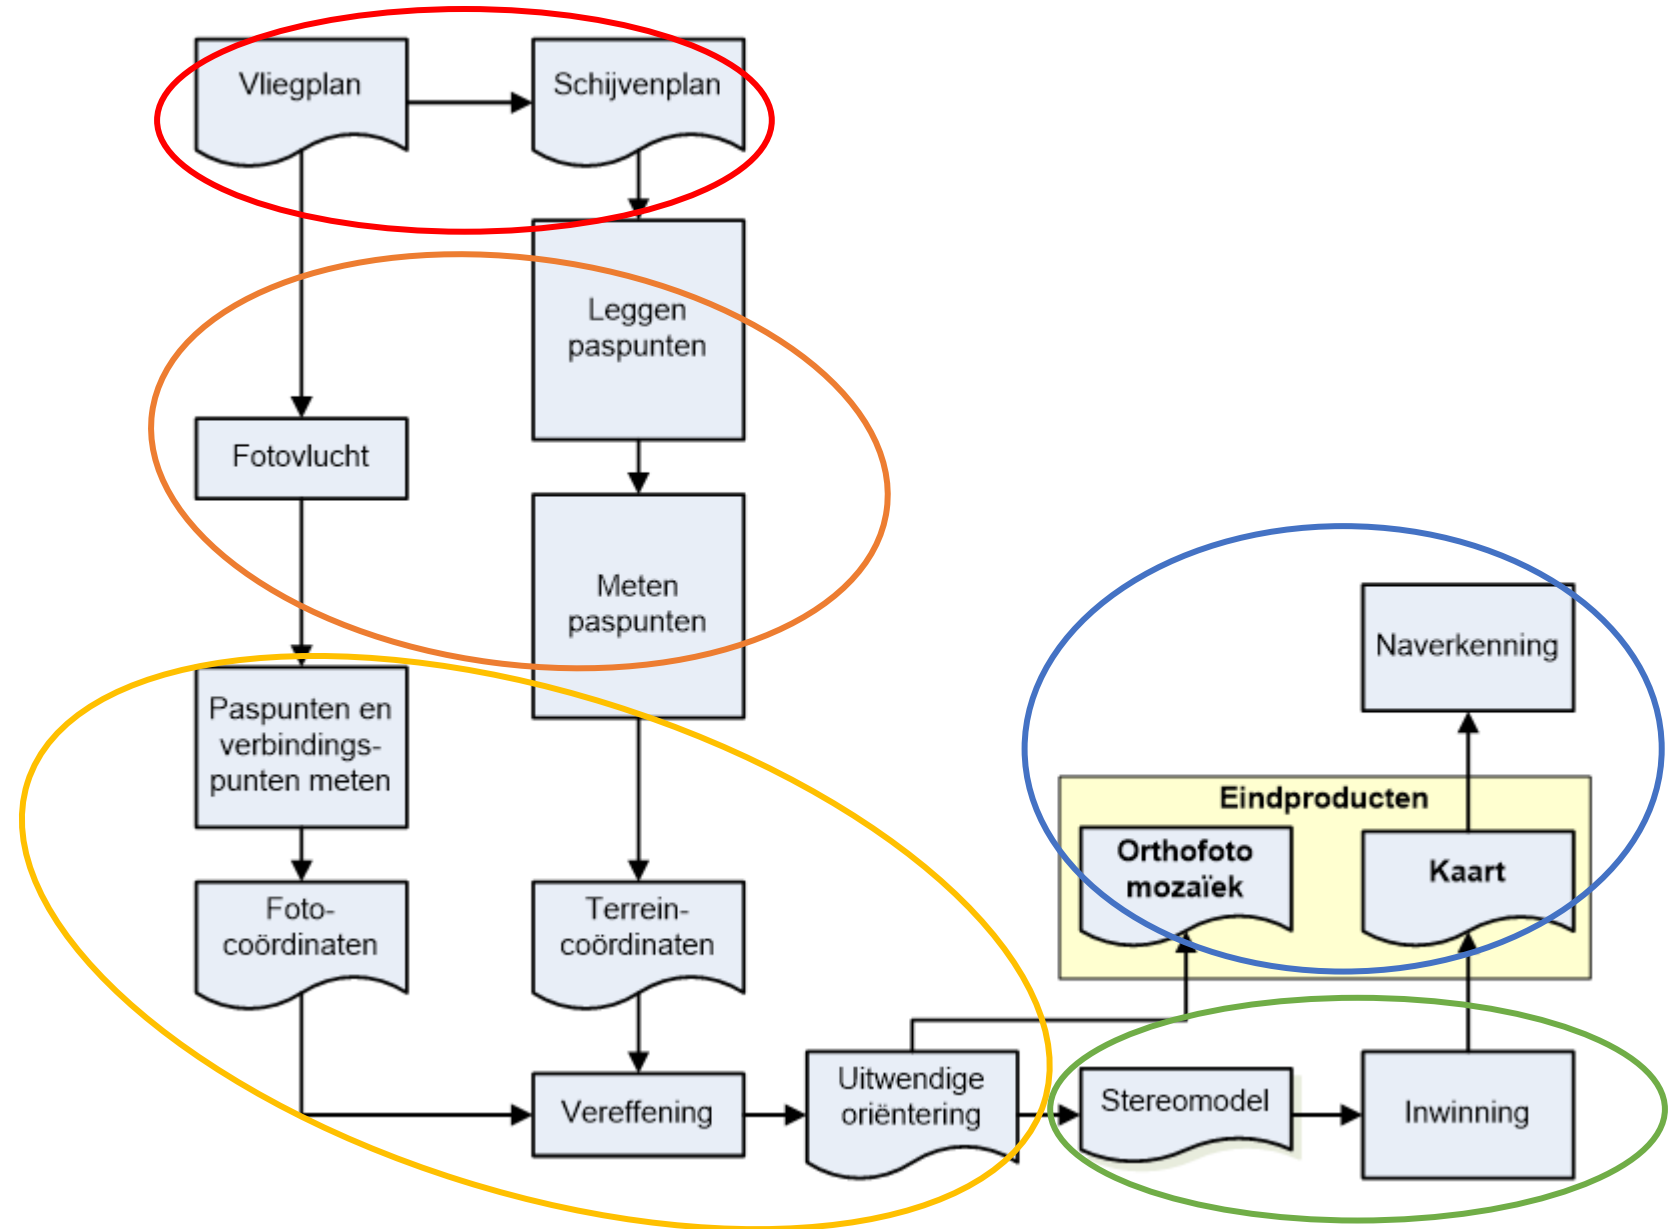 Vliegplan
Schijvenplan
Leggen
paspunten
Fotovlucht
Meten
paspunten
Paspunten en
verbindings-
punten meten
Foto-
coördinaten
Terrein-
coördinaten
Vereffening
Uitwendige
oriëntering
Stereomodel
Inwinning
Eindproducten
Orthofoto
mozaïek
Kaart
Naverkenning